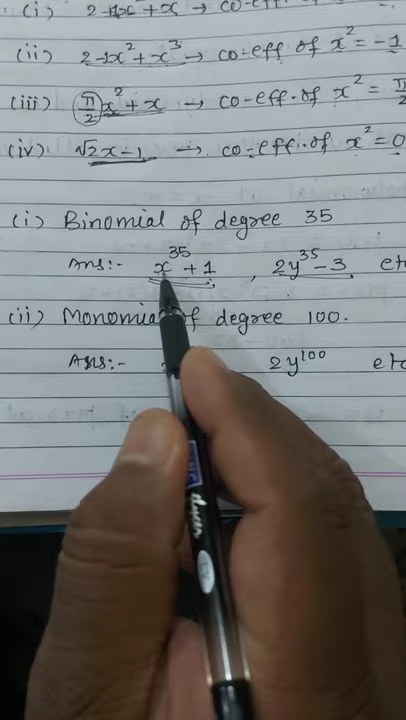 (ii) 2-1x²+x³ → co-eff of x² = -1
(iii) π/2 x²+x → co-eff. of x² = π/2
(iv) √2x-1 → co-eff. of x² = 0
(i) Binomial of degree 35
Ans:- x³⁵+1, 2y³⁵-3 etc
(ii) Monomial of degree 100.
Ans:- 2y¹⁰⁰ etc